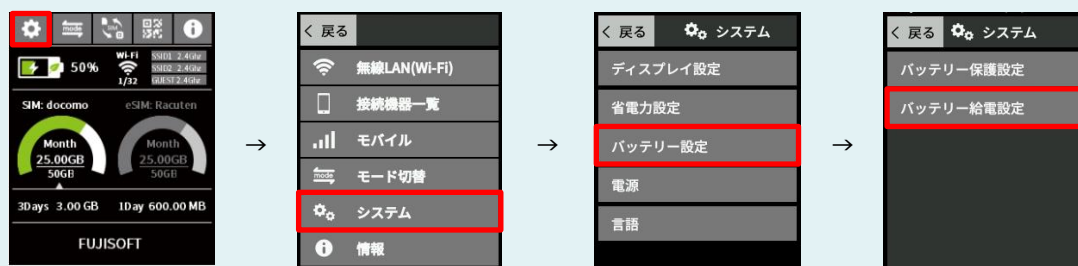 mode SIM
50%
Wi-Fi
1/32
SSID1 2.4Ghz
SSID2 2.4Ghz
GUEST 2.4Ghz
SIM: docomo
eSIM: Racuten
Month
25.00GB
50GB
Month
25.00GB
50GB
3Days 3.00 GB
1Day 600.00 MB
FUJISOFT
→
< 戻る
無線LAN(Wi-Fi)
接続機器一覧
モバイル
mode モード切替
システム
情報
→
< 戻る システム
ディスプレイ設定
省電力設定
バッテリー設定
電源
言語
→
< 戻る システム
バッテリー保護設定
バッテリー給電設定